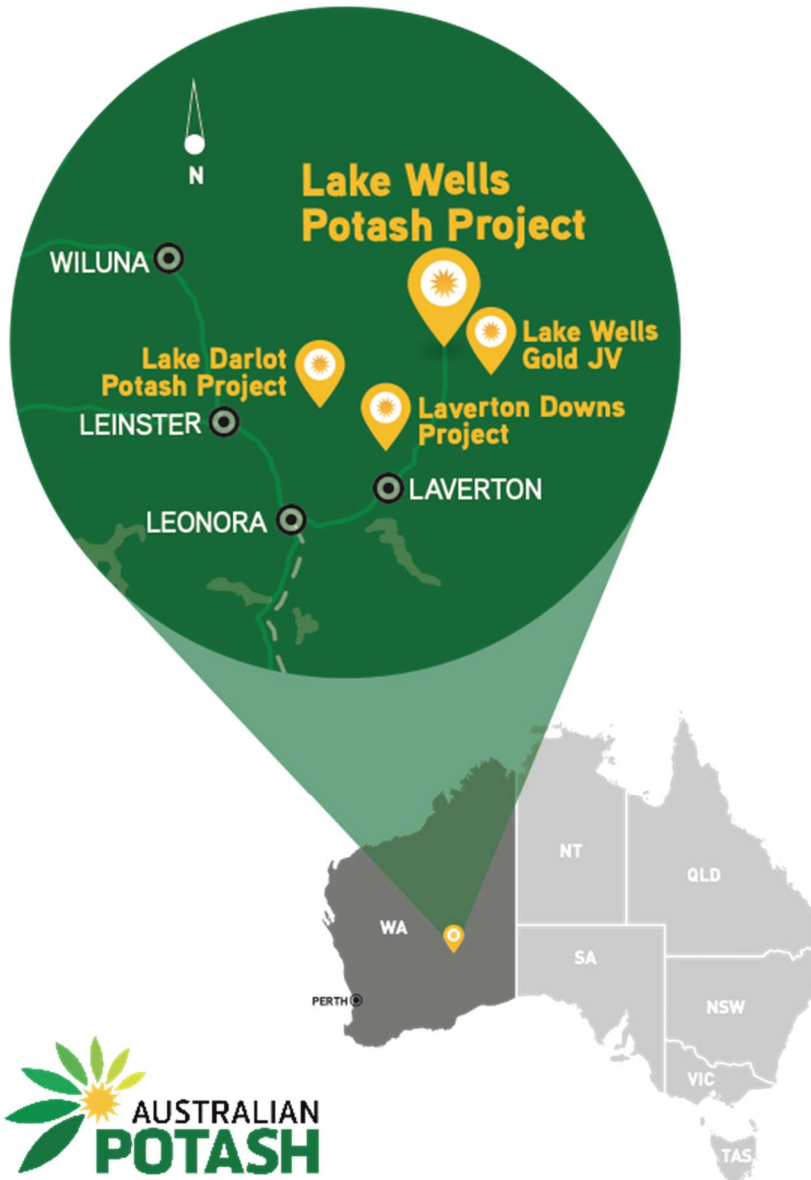 N
Lake Wells
Potash Project
WILUNA
Lake Wells
Gold JV
Lake Darlot
Potash Project
Laverton Downs
Project
LEINSTER
LAVERTON
LEONORA
NT
QLD
WA
SA
PERTH
NSW
VIC
AUSTRALIAN
POTASH
TAS